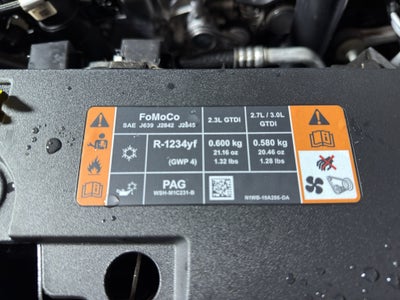 FoMoCo
SAE J639 J2842 J2845
2.3L GTDI
2.7L / 3.0L
GTDI
R-1234yf
(GWP 4)
0.600 kg
21.16 oz
1.32 lbs
0.580 kg
20.46 oz
1.28 lbs
PAG
WSH-M1C231-B
N1WB-19A286-DA